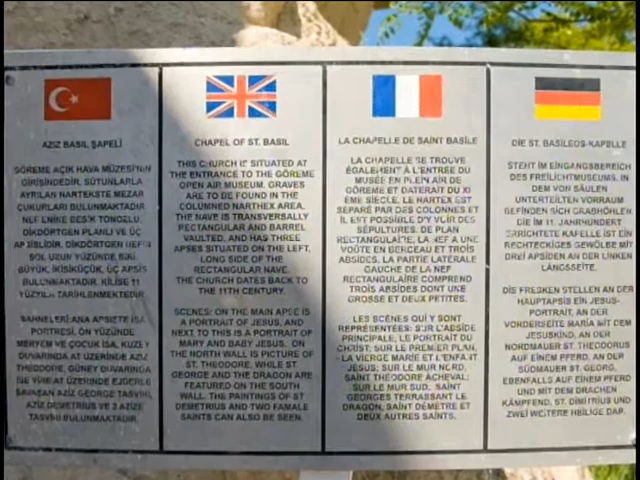 AZİZ BASİL ŞAPELİ
GÖREME AÇIK HAVA MÜZESİ'NİN
GİRİŞİNDEDİR. SÜTUNLARLA
AYRILAN NARTEKSTE MEZAR
ÇUKURLARI BULUNMAKTADIR.
NEF ENİNE BEŞİK TONOZLU,
DİKDÖRTGEN PLANLI VE ÜÇ
APSİSLİDİR. DİKDÖRTGEN NEFİN
SOL UZUN YÜZÜNDE BİRİ
BÜYÜK, İKİSİ KÜÇÜK, ÜÇ APSİS
BULUNMAKTADIR. KİLİSE 11.
YÜZYILA TARİHLENMEKTEDİR.
SAHNELERİ: ANA APSİSTE İSA
PORTRESİ, ÖN YÜZÜNDE
MERYEM VE ÇOCUK İSA, KUZEY
DUVARINDA AT ÜZERİNDE AZİZ
THEODORE, GÜNEY DUVARINDA
İSE YİNE AT ÜZERİNDE EJDERLE
SAVAŞAN AZİZ GEORGE TASVİRİ,
AZİZ DEMETRIUS VE 2 AZİZE
TASVİRİ BULUNMAKTADIR.
CHAPEL OF ST. BASIL
THIS CHURCH IS SITUATED AT
THE ENTRANCE OF THE GÖREME
OPEN AIR MUSEUM. GRAVES
ARE TO BE FOUND IN THE
COLUMNED NARTHEX AREA.
THE NAVE IS TRANSVERSALLY
RECTANGULAR AND BARREL
VAULTED, AND HAS THREE
APSES SITUATED ON THE LEFT,
LONG SIDE OF THE
RECTANGULAR NAVE.
THE CHURCH DATES BACK TO
THE 11TH CENTURY.
SCENES: ON THE MAIN APSE IS
A PORTRAIT OF JESUS, AND
NEXT TO THIS IS A PORTRAIT OF
MARY AND BABY JESUS. ON
THE NORTH WALL IS PICTURE OF
ST. THEODORE, WHILE ST
GEORGE AND THE DRAGON ARE
FEATURED ON THE SOUTH
WALL. THE PAINTINGS OF ST
DEMETRIUS AND TWO FEMALE
SAINTS CAN ALSO BE SEEN.
LA CHAPELLE DE SAINT BASILE
LA CHAPELLE SE TROUVE
ÉGALEMENT À L'ENTRÉE DU
MUSÉE EN PLEIN AIR DE
GÖREME ET DATERAIT DU XI
ÈME SIÈCLE. LE NARTEX EST
SÉPARÉ PAR DES COLONNES ET
IL EST POSSIBLE D'Y VOIR DES
SÉPULTURES. DE PLAN
RECTANGULAIRE, LA NEF A UNE
VOÛTE EN BERCEAU ET TROIS
ABSIDES. LA PARTIE LATÉRALE
GAUCHE DE LA NEF
RECTANGULAIRE COMPREND
TROIS ABSIDES DONT UNE
GROSSE ET DEUX PETITES.
LES SCÈNES QUI Y SONT
REPRÉSENTÉES: SUR L'ABSIDE
PRINCIPALE, LE PORTRAIT DU
CHRIST; SUR LE PREMIER PLAN,
LA VIERGE MARIE ET L'ENFANT
JESUS; SUR LE MUR NORD,
SAINT THEODORE ÀCHEVAL;
SUR LE MUR SUD, SAINT
GEORGES TERRASSANT LE
DRAGON, SAINT DÈMETRE ET
DEUX AUTRES SAINTS.
DIE ST. BASILEOS-KAPELLE
STEHT IM EINGANGSBEREICH
DES FREILICHTMUSEUMS. IN
DEM VON SÄULEN
UNTERTEILTEN VORRAUM
GEFINDEN SICH GRABHÖHLEN.
DIE IM 11. JAHRHUNDERT
ERRICHTETE KAPELLE IST EIN
RECHTECKIGES GEWÖLBE MIT
DREI APSIDEN AN DER LINKEN
LÄNGSSEITE.
DIE FRESKEN STELLEN AN DER
HAUPTAPSIS EIN JESUS-
PORTRAIT, AN DER
VORDERSEITE MARIA MIT DEM
JESUSKIND, AN DER
NORDMAUER ST. THEODORUS
AUF EINEM PFERD, AN DER
SÜDMAUER ST. GEORG,
EBENFALLS AUF EINEM PFERD
UND MIT DEM DRACHEN
KÄMPFEND, ST. DIMITRIUS UND
ZWEI WEITERE HEILIGE DAR.